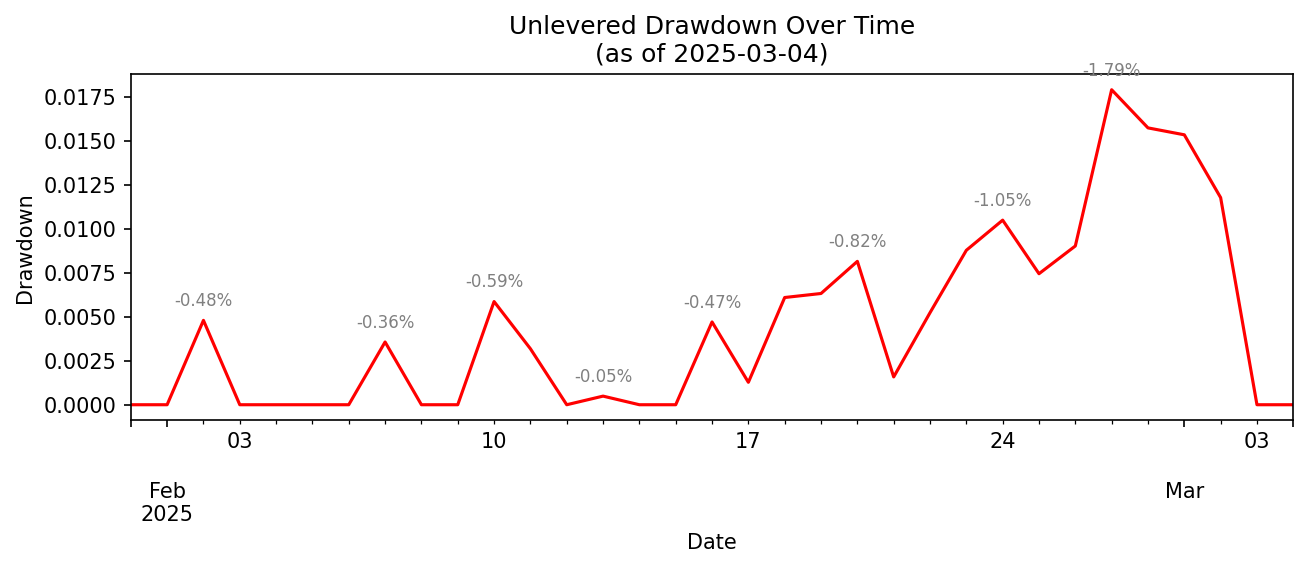 Unlevered Drawdown Over Time
(as of 2025-03-04)
-1.79%
0.0175
0.0150
0.0125
-1.05%
0.0100
-0.82%
0.0075
-0.59%
-0.48%
-0.47%
0.0050
-0.36%
0.0025
-0.05%
0.0000
Drawdown
03 10 17 24 03
Feb Mar
2025
Date